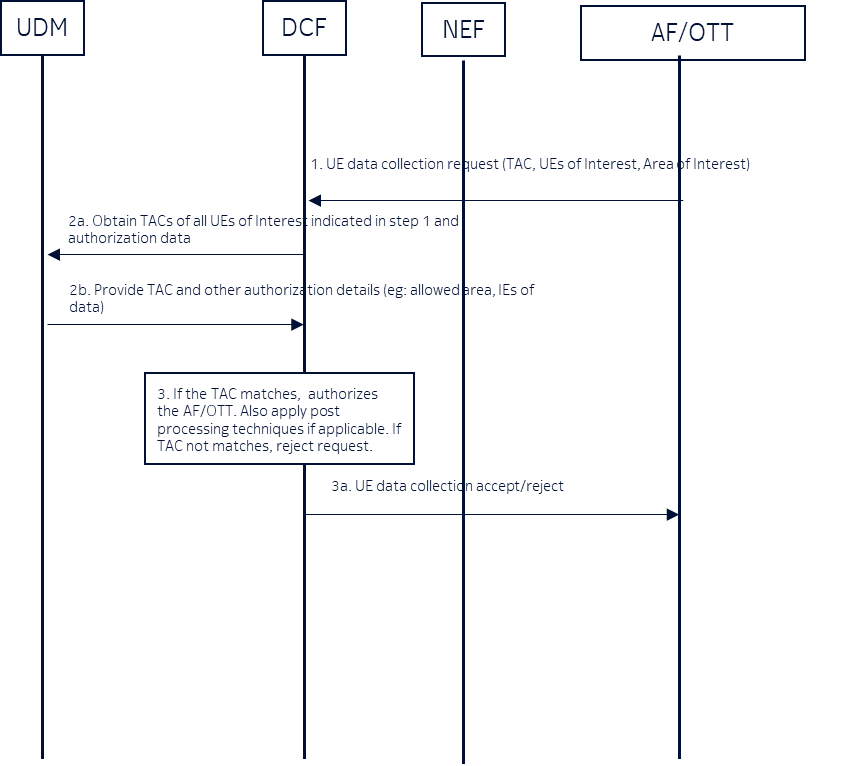 UDM
DCF
NEF
AF/OTT
1. UE data collection request (TAC, UEs of Interest, Area of Interest)
2a. Obtain TACs of all UEs of Interest indicated in step 1 and
authorization data
2b. Provide TAC and other authorization details (eg: allowed area, IEs of
data)
3. If the TAC matches,  authorizes
the AF/OTT. Also apply post
processing techniques if applicable. If
TAC not matches, reject request.
3a. UE data collection accept/reject